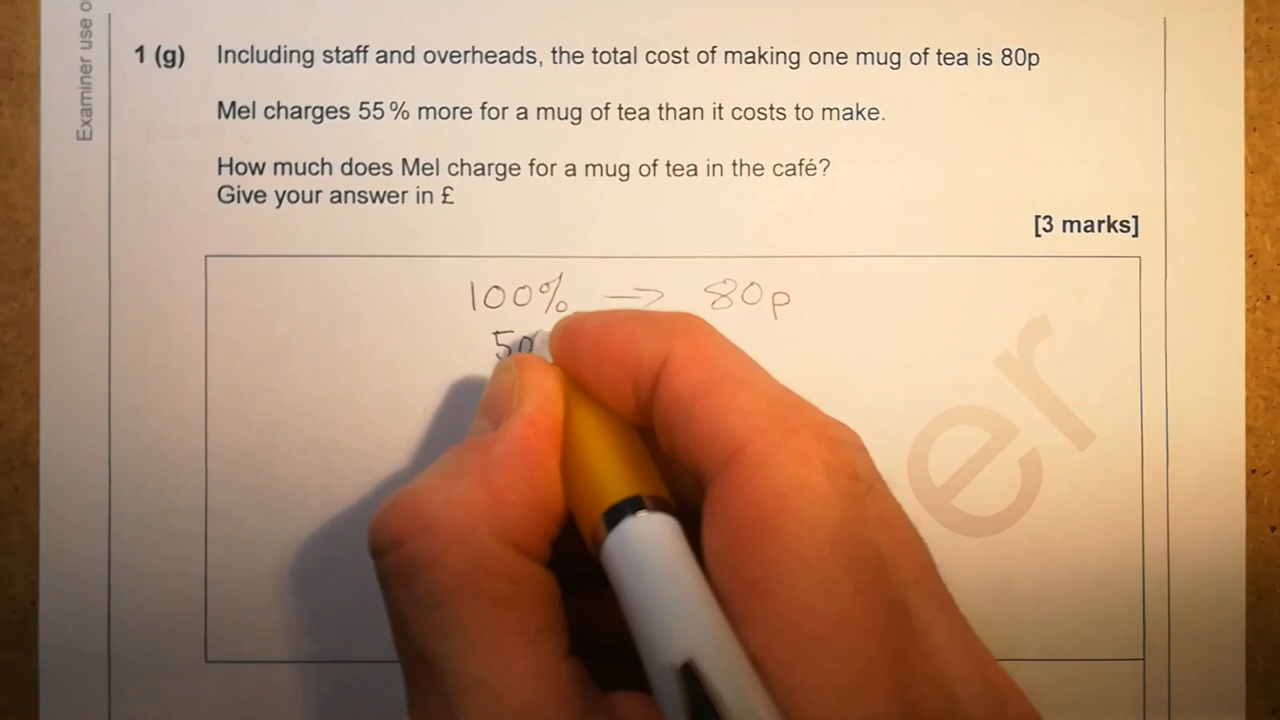 Examiner use o
1 (g) Including staff and overheads, the total cost of making one mug of tea is 80p
Mel charges 55% more for a mug of tea than it costs to make.
How much does Mel charge for a mug of tea in the café?
Give your answer in £
[3 marks]
100% → 80p
50
er